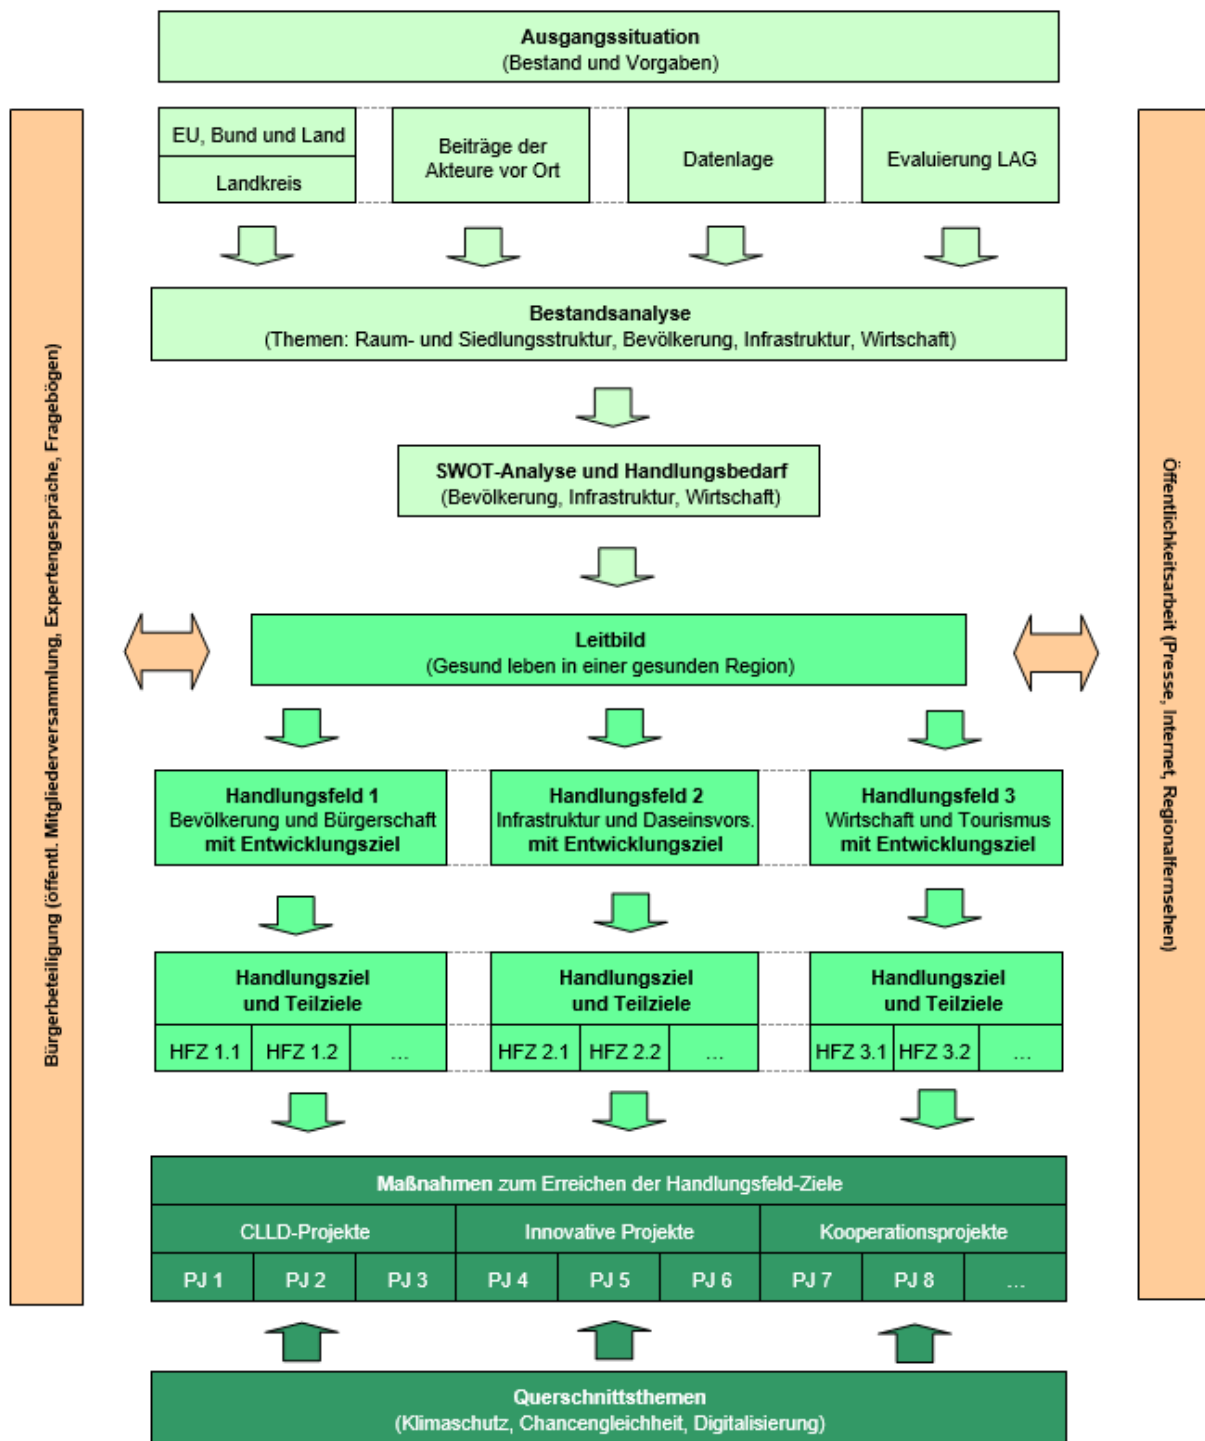 Ausgangssituation
(Bestand und Vorgaben)
EU, Bund und Land
Landkreis
Beiträge der
Akteure vor Ort
Datenlage
Evaluierung LAG
Bestandsanalyse
(Themen: Raum- und Siedlungsstruktur, Bevölkerung, Infrastruktur, Wirtschaft)
SWOT-Analyse und Handlungsbedarf
(Bevölkerung, Infrastruktur, Wirtschaft)
Leitbild
(Gesund leben in einer gesunden Region)
Handlungsfeld 1
Bevölkerung und Bürgerschaft
mit Entwicklungsziel
Handlungsfeld 2
Infrastruktur und Daseinsvors.
mit Entwicklungsziel
Handlungsfeld 3
Wirtschaft und Tourismus
mit Entwicklungsziel
Handlungsziel
und Teilziele
HFZ 1.1
HFZ 1.2
...
Handlungsziel
und Teilziele
HFZ 2.1
HFZ 2.2
...
Handlungsziel
und Teilziele
HFZ 3.1
HFZ 3.2
...
Maßnahmen zum Erreichen der Handlungsfeld-Ziele
CLLD-Projekte
Innovative Projekte
Kooperationsprojekte
PJ 1
PJ 2
PJ 3
PJ 4
PJ 5
PJ 6
PJ 7
PJ 8
...
Querschnittsthemen
(Klimaschutz, Chancengleichheit, Digitalisierung)
Bürgerbeteiligung (öffentl. Mitgliederversammlung, Expertengespräche, Fragebögen)
Öffentlichkeitsarbeit (Presse, Internet, Regionalfernsehen)